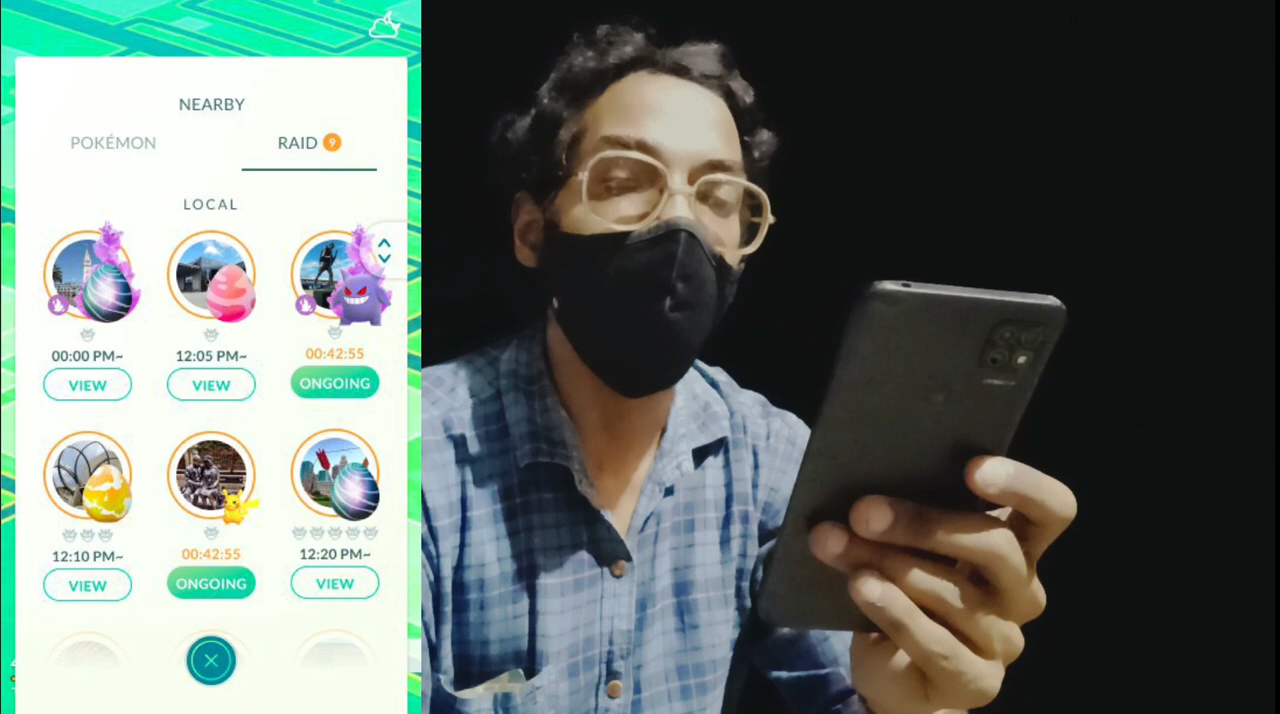 NEARBY
POKÉMON
RAID 9
LOCAL
00:00 PM~
12:05 PM~
00:42:55
VIEW
VIEW
ONGOING
12:10 PM~
00:42:55
12:20 PM~
VIEW
ONGOING
VIEW